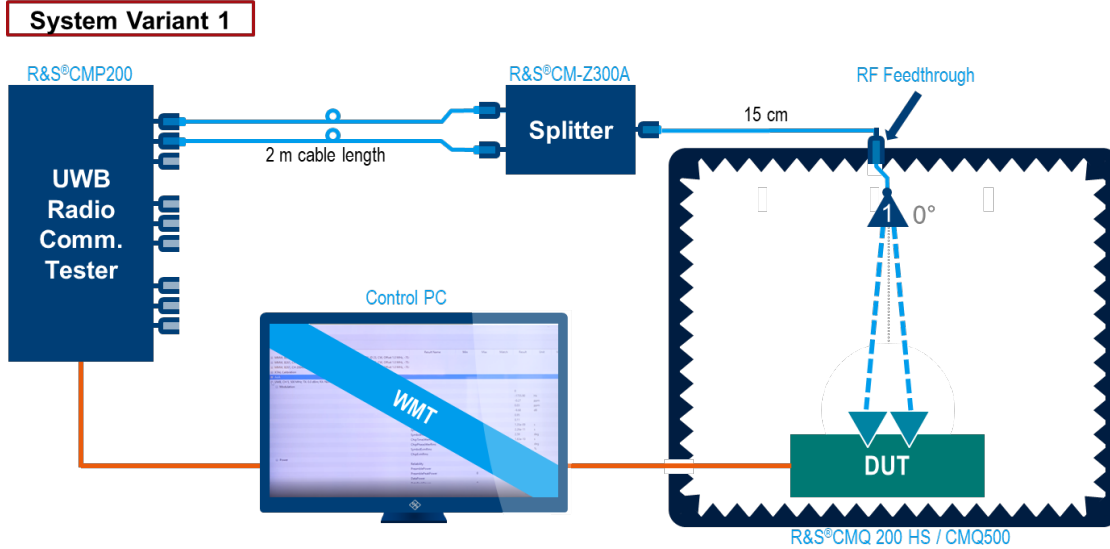 System Variant 1
R&S®CMP200
R&S®CM-Z300A
RF Feedthrough
15 cm
Splitter
2 m cable length
UWB
Radio
Comm.
Tester
1
0°
Control PC
WMT
DUT
R&S®CMQ 200 HS / CMQ500